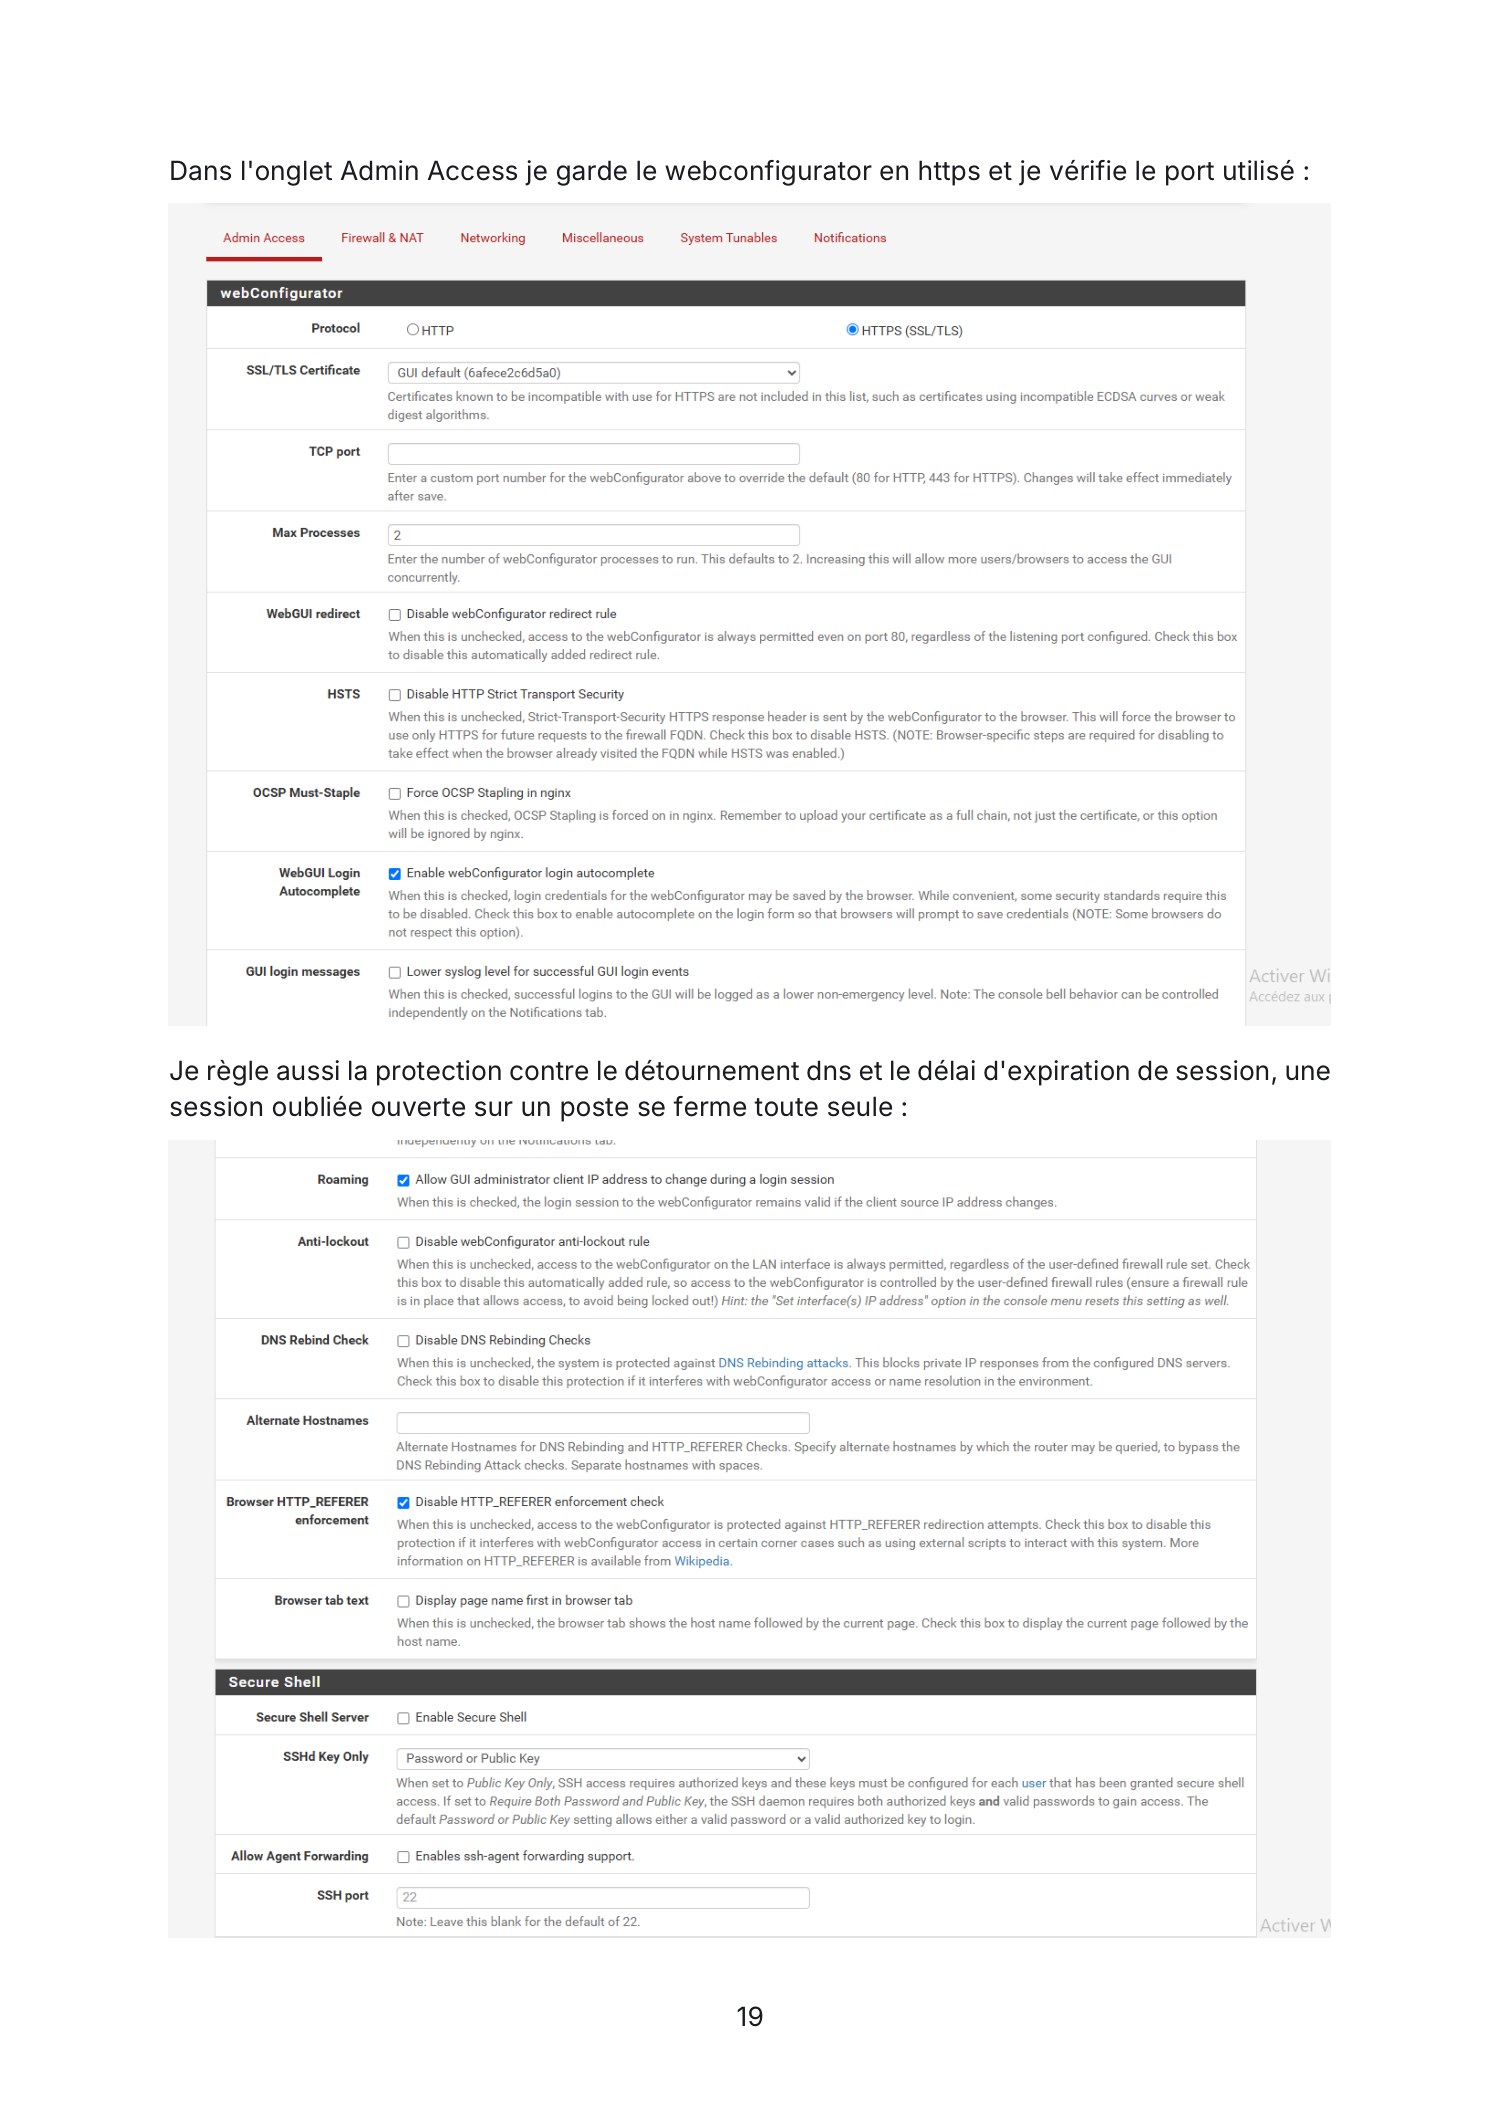 Dans l'onglet Admin Access je garde le webconfigurator en https et je vérifie le port utilisé :
Admin Access Firewall & NAT Networking Miscellaneous System Tunables Notifications
webConfigurator
Protocol HTTP HTTPS (SSL/TLS)
SSL/TLS Certificate GUI default (6afece2c6d5a0)
Certificates known to be incompatible with use for HTTPS are not included in this list, such as certificates using incompatible ECDSA curves or weak
digest algorithms.
TCP port
Enter a custom port number for the webConfigurator above to override the default (80 for HTTP, 443 for HTTPS). Changes will take effect immediately
after save.
Max Processes 2
Enter the number of webConfigurator processes to run. This defaults to 2. Increasing this will allow more users/browsers to access the GUI
concurrently.
WebGUI redirect Disable webConfigurator redirect rule
When this is unchecked, access to the webConfigurator is always permitted even on port 80, regardless of the listening port configured. Check this box
to disable this automatically added redirect rule.
HSTS Disable HTTP Strict Transport Security
When this is unchecked, Strict-Transport-Security HTTPS response header is sent by the webConfigurator to the browser. This will force the browser to
use only HTTPS for future requests to the firewall FQDN. Check this box to disable HSTS. (NOTE: Browser-specific steps are required for disabling to
take effect when the browser already visited the FQDN while HSTS was enabled.)
OCSP Must-Staple Force OCSP Stapling in nginx
When this is checked, OCSP Stapling is forced on in nginx. Remember to upload your certificate as a full chain, not just the certificate, or this option
will be ignored by nginx.
WebGUI Login Enable webConfigurator login autocomplete
Autocomplete
When this is checked, login credentials for the webConfigurator may be saved by the browser. While convenient, some security standards require this
to be disabled. Check this box to enable autocomplete on the login form so that browsers will prompt to save credentials (NOTE: Some browsers do
not respect this option).
GUI login messages Lower syslog level for successful GUI login events
Activer Wi
When this is checked, successful logins to the GUI will be logged as a lower non-emergency level. Note: The console bell behavior can be controlled
Accédez aux
independently on the Notifications tab.
Je règle aussi la protection contre le détournement dns et le délai d'expiration de session, une
session oubliée ouverte sur un poste se ferme toute seule :
independently on the Notifications tab.
Roaming Allow GUI administrator client IP address to change during a login session
When this is checked, the login session to the webConfigurator remains valid if the client source IP address changes.
Anti-lockout Disable webConfigurator anti-lockout rule
When this is unchecked, access to the webConfigurator on the LAN interface is always permitted, regardless of the user-defined firewall rule set. Check
this box to disable this automatically added rule, so access to the webConfigurator is controlled by the user-defined firewall rules (ensure a firewall rule
is in place that allows access, to avoid being locked out!) Hint: the "Set interface(s) IP address" option in the console menu resets this setting as well.
DNS Rebind Check Disable DNS Rebinding Checks
When this is unchecked, the system is protected against DNS Rebinding attacks. This blocks private IP responses from the configured DNS servers.
Check this box to disable this protection if it interferes with webConfigurator access or name resolution in the environment.
Alternate Hostnames
Alternate Hostnames for DNS Rebinding and HTTP_REFERER Checks. Specify alternate hostnames by which the router may be queried, to bypass the
DNS Rebinding Attack checks. Separate hostnames with spaces.
Browser HTTP_REFERER Disable HTTP_REFERER enforcement check
enforcement
When this is unchecked, access to the webConfigurator is protected against HTTP_REFERER redirection attempts. Check this box to disable this
protection if it interferes with webConfigurator access in certain corner cases such as using external scripts to interact with this system. More
information on HTTP_REFERER is available from Wikipedia.
Browser tab text Display page name first in browser tab
When this is unchecked, the browser tab shows the host name followed by the current page. Check this box to display the current page followed by the
host name.
Secure Shell
Secure Shell Server Enable Secure Shell
SSHd Key Only Password or Public Key
When set to Public Key Only, SSH access requires authorized keys and these keys must be configured for each user that has been granted secure shell
access. If set to Require Both Password and Public Key, the SSH daemon requires both authorized keys and valid passwords to gain access. The
default Password or Public Key setting allows either a valid password or a valid authorized key to login.
Allow Agent Forwarding Enables ssh-agent forwarding support.
SSH port 22
Note: Leave this blank for the default of 22.
Activer W
19